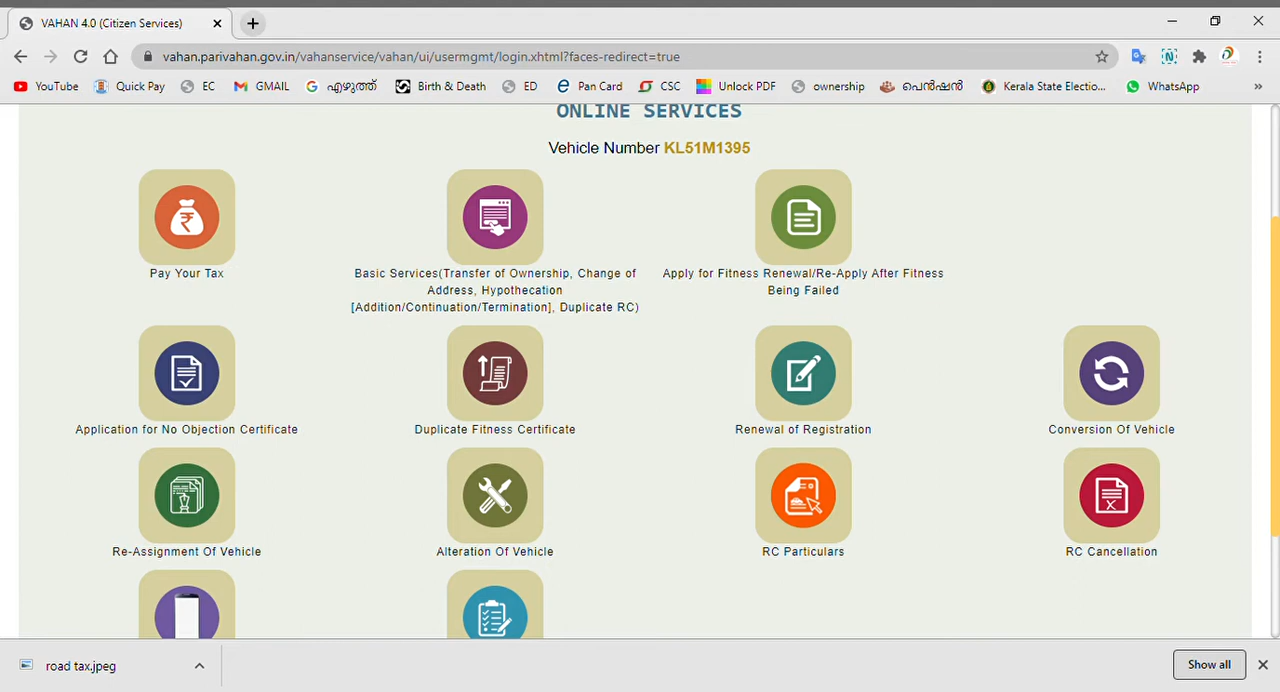 VAHAN 4.0 (Citizen Services)
vahan.parivahan.gov.in/vahanservice/vahan/ui/usermgmt/login.xhtml?faces-redirect=true
YouTube Quick Pay EC GMAIL എഴുത്ത് Birth & Death ED Pan Card CSC Unlock PDF ownership പെൻഷൻ Kerala State Electio... WhatsApp
ONLINE SERVICES
Vehicle Number KL51M1395
Pay Your Tax
Basic Services(Transfer of Ownership, Change of
Address, Hypothecation
[Addition/Continuation/Termination], Duplicate RC)
Apply for Fitness Renewal/Re-Apply After Fitness
Being Failed
Application for No Objection Certificate
Duplicate Fitness Certificate
Renewal of Registration
Conversion Of Vehicle
Re-Assignment Of Vehicle
Alteration Of Vehicle
RC Particulars
RC Cancellation
road tax.jpeg
Show all